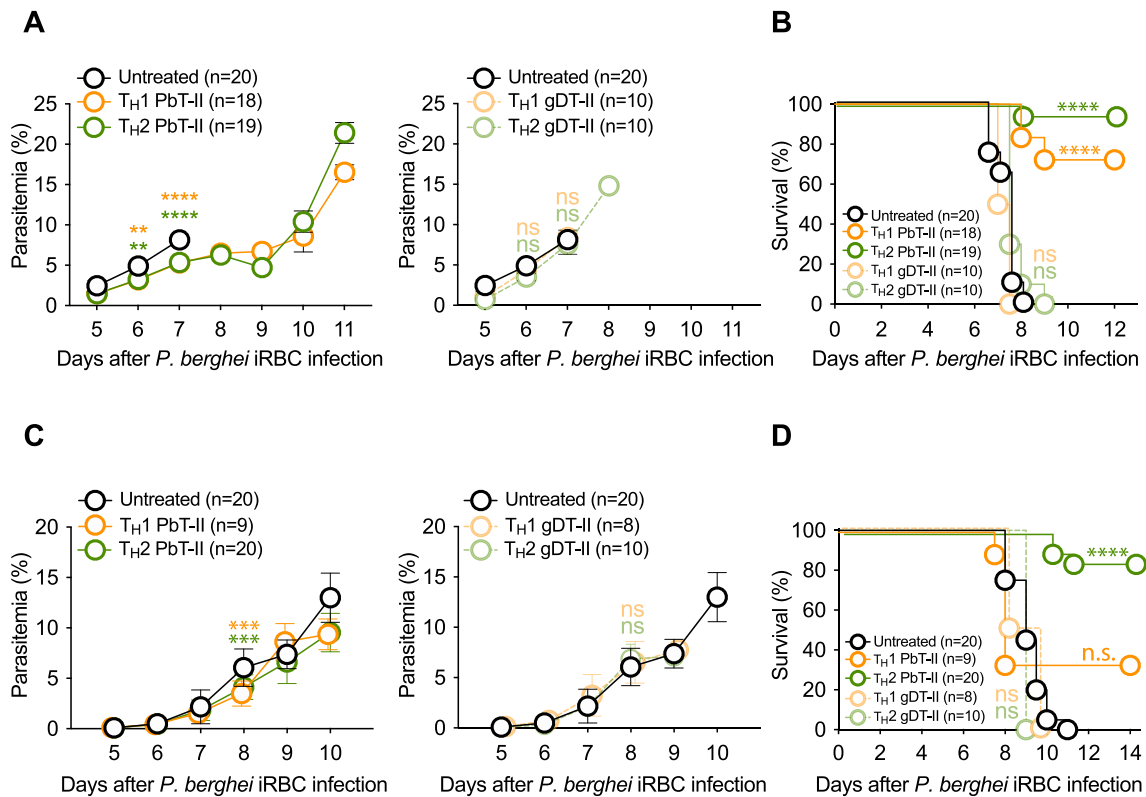 A
Untreated (n=20)
TH1 PbT-II (n=18)
TH2 PbT-II (n=19)
Parasitemia (%)
25
20
15
10
5
0
****
****
**
**
5 6 7 8 9 10 11
Days after P. berghei iRBC infection
Untreated (n=20)
TH1 gDT-II (n=10)
TH2 gDT-II (n=10)
Parasitemia (%)
25
20
15
10
5
0
ns
ns
ns
ns
5 6 7 8 9 10 11
Days after P. berghei iRBC infection
B
Survival (%)
100
80
60
40
20
0
****
****
Untreated (n=20)
TH1 PbT-II (n=18)
TH2 PbT-II (n=19)
TH1 gDT-II (n=10)
TH2 gDT-II (n=10)
ns
ns
0 2 4 6 8 10 12
Days after P. berghei iRBC infection
C
Untreated (n=20)
TH1 PbT-II (n=9)
TH2 PbT-II (n=20)
Parasitemia (%)
20
15
10
5
0
***
***
5 6 7 8 9 10
Days after P. berghei iRBC infection
Untreated (n=20)
TH1 gDT-II (n=8)
TH2 gDT-II (n=10)
Parasitemia (%)
20
15
10
5
0
ns
ns
5 6 7 8 9 10
Days after P. berghei iRBC infection
D
Survival (%)
100
80
60
40
20
0
****
n.s.
Untreated (n=20)
TH1 PbT-II (n=9)
TH2 PbT-II (n=20)
TH1 gDT-II (n=8)
TH2 gDT-II (n=10)
ns
ns
0 2 4 6 8 10 12 14
Days after P. berghei iRBC infection